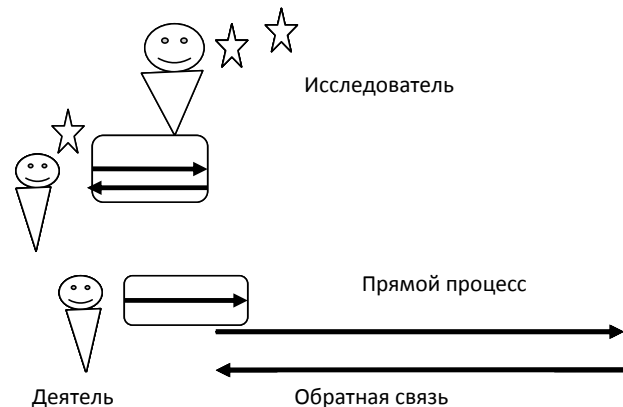 Исследователь
Прямой процесс
Деятель
Обратная связь